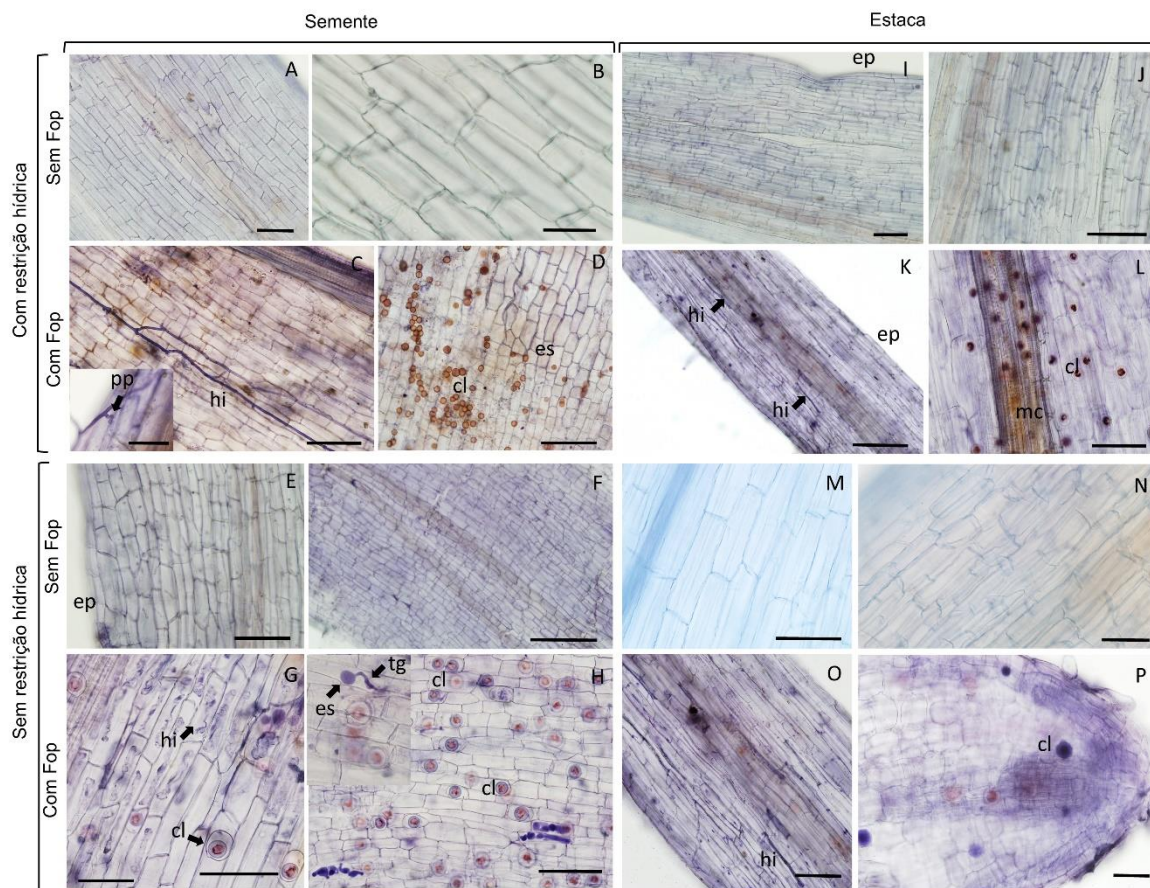 Semente
Estaca
Com restrição hídrica
Sem Fop
A
B
ep
I
J
Com Fop
C
pp
hi
D
es
cl
K
hi
ep
hi
L
cl
mc
Sem restrição hídrica
Sem Fop
E
ep
F
M
N
Com Fop
G
hi
cl
tg
es
cl
H
cl
O
hi
P
cl